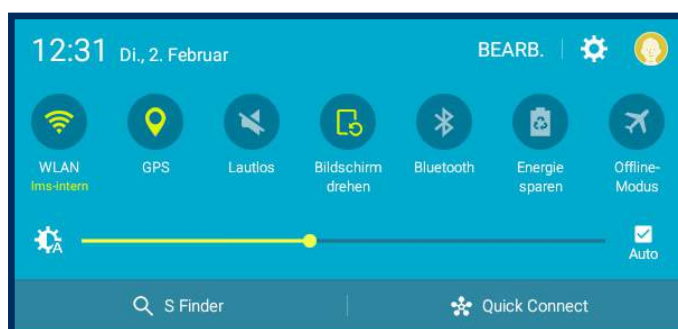 12:31 Di., 2. Februar BEARB.
WLAN GPS Lautlos Bildschirm Bluetooth Energie Offline-
lms-intern drehen sparen Modus
A
Auto
S Finder Quick Connect